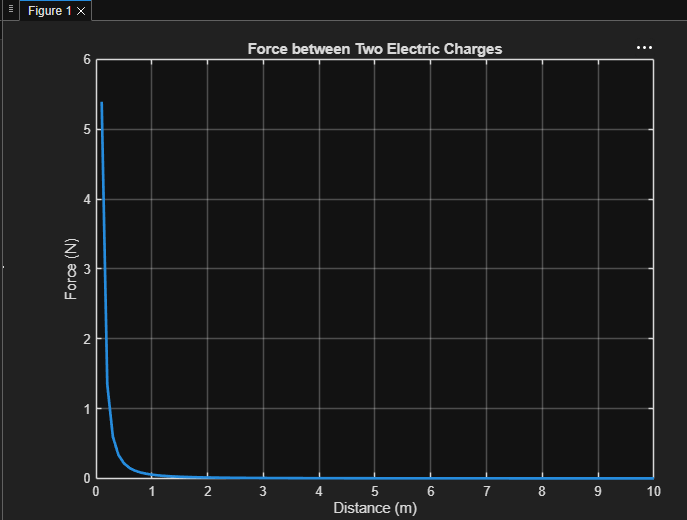 Figure 1
Force between Two Electric Charges
6
5
4
3
2
1
0
Force (N)
0 1 2 3 4 5 6 7 8 9 10
Distance (m)